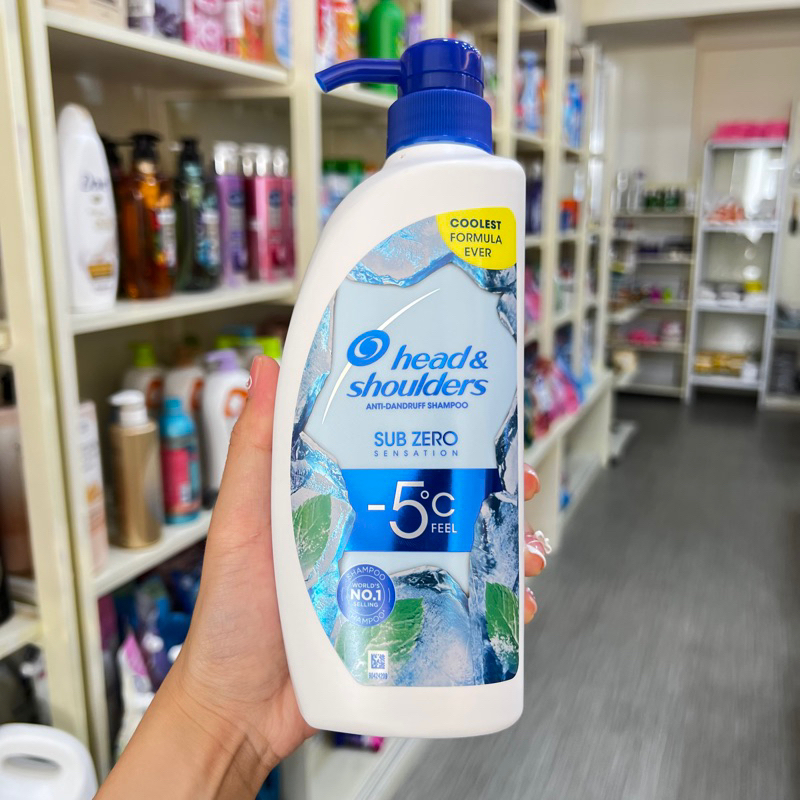 COOLEST
FORMULA
EVER
head &
shoulders
ANTI-DANDRUFF SHAMPOO
SUB ZERO
SENSATION
-5°C
FEEL
SHAMPOO
WORLD'S
NO.1
SELLING
SHAMPOO*
Dove